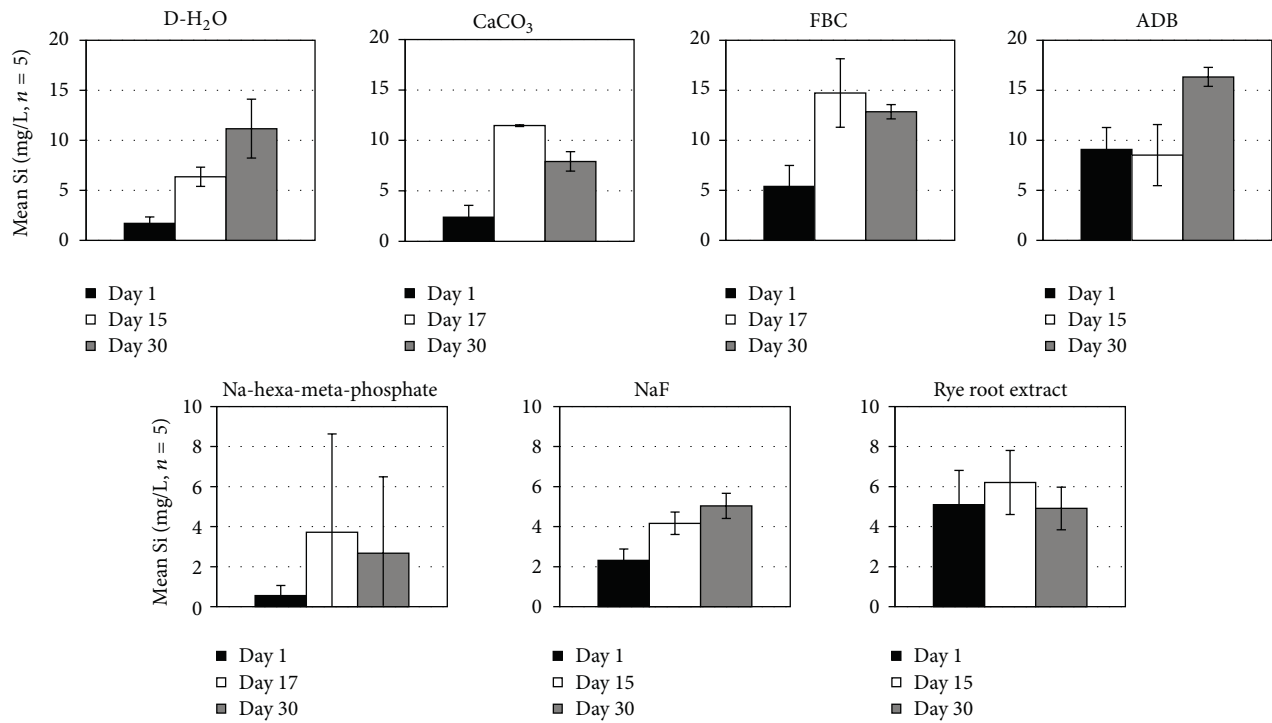 D-H₂O
CaCO₃
FBC
ADB
Mean Si (mg/L, n = 5)
20
15
10
5
0
20
15
10
5
0
20
15
10
5
0
20
15
10
5
0
Day 1
Day 15
Day 30
Day 1
Day 17
Day 30
Day 1
Day 17
Day 30
Day 1
Day 15
Day 30
Na-hexa-meta-phosphate
NaF
Rye root extract
Mean Si (mg/L, n = 5)
10
8
6
4
2
0
10
8
6
4
2
0
10
8
6
4
2
0
Day 1
Day 17
Day 30
Day 1
Day 15
Day 30
Day 1
Day 15
Day 30